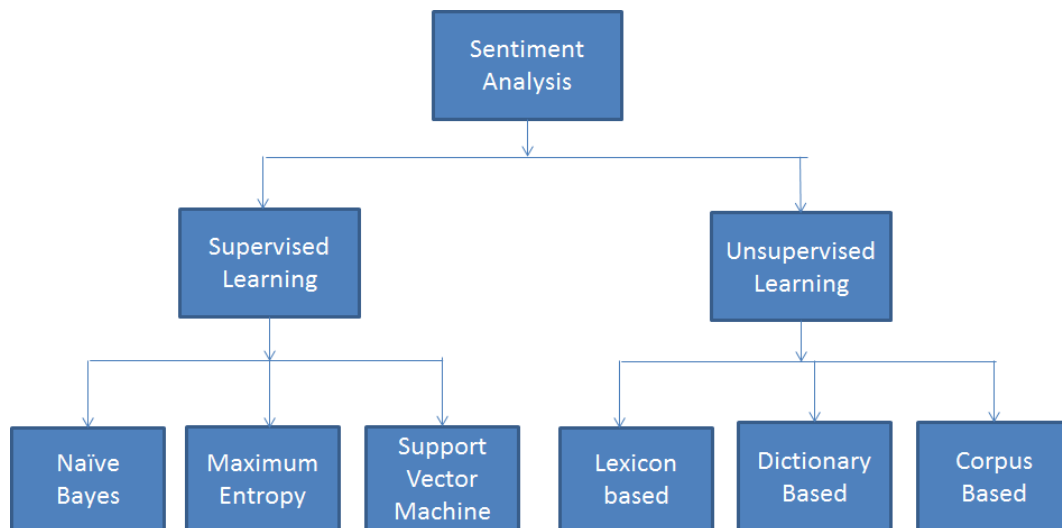 Sentiment
Analysis
Supervised
Learning
Unsupervised
Learning
Naïve
Bayes
Maximum
Entropy
Support
Vector
Machine
Lexicon
based
Dictionary
Based
Corpus
Based